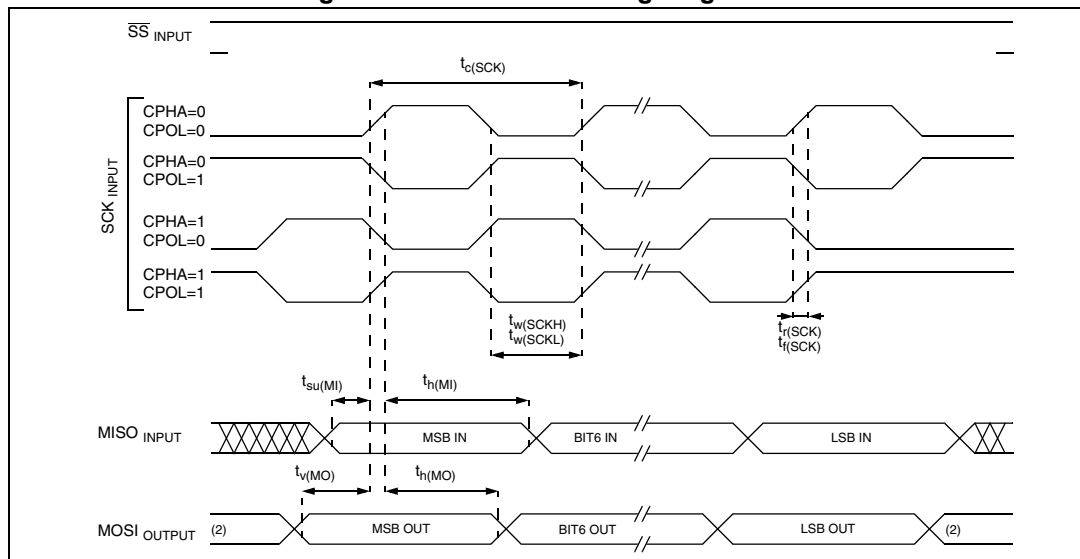 SS INPUT
tc(SCK)
SCK INPUT
CPHA=0
CPOL=0
CPHA=0
CPOL=1
CPHA=1
CPOL=0
CPHA=1
CPOL=1
tw(SCKH)
tw(SCKL)
tr(SCK)
tf(SCK)
tsu(MI)
th(MI)
MISO INPUT
MSB IN
BIT6 IN
LSB IN
tv(MO)
th(MO)
MOSI OUTPUT
(2)
MSB OUT
BIT6 OUT
LSB OUT
(2)